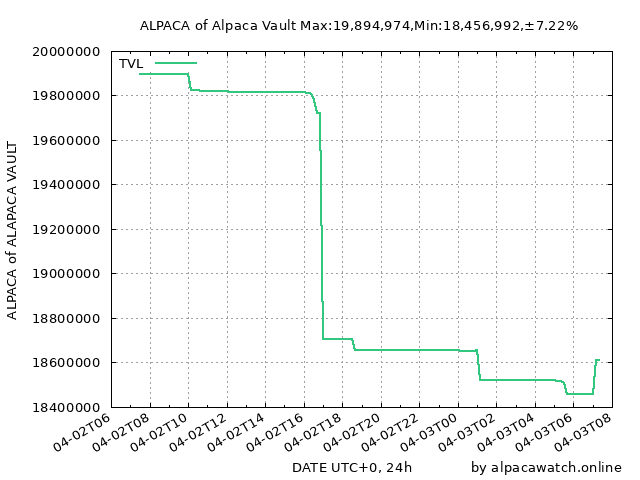 ALPACA of Alpaca Vault Max:19,894,974,Min:18,456,992,±7.22%
TVL
ALPACA of ALAPACA VAULT
20000000
19800000
19600000
19400000
19200000
19000000
18800000
18600000
18400000
04-02T06
04-02T08
04-02T10
04-02T12
04-02T14
04-02T16
04-02T18
04-02T20
04-02T22
04-03T00
04-03T02
04-03T04
04-03T06
04-03T08
DATE UTC+0, 24h
by alpacawatch.online